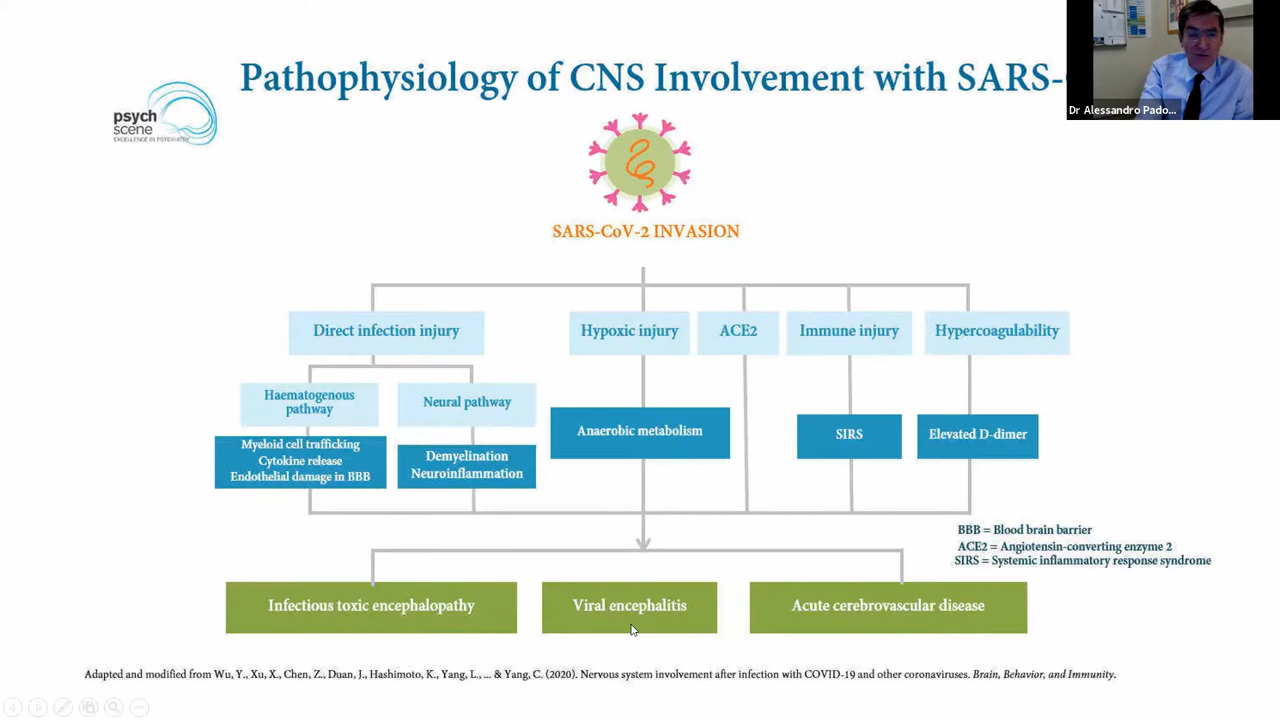 Pathophysiology of CNS Involvement with SARS-
psych
scene
EXCELLENCE IN PSYCHIATRY
Dr Alessandro Pado...
SARS-CoV-2 INVASION
Direct infection injury
Hypoxic injury
ACE2
Immune injury
Hypercoagulability
Haematogenous
pathway
Neural pathway
Myeloid cell trafficking
Cytokine release
Endothelial damage in BBB
Demyelination
Neuroinflammation
Anaerobic metabolism
SIRS
Elevated D-dimer
BBB = Blood brain barrier
ACE2 = Angiotensin-converting enzyme 2
SIRS = Systemic inflammatory response syndrome
Infectious toxic encephalopathy
Viral encephalitis
Acute cerebrovascular disease
Adapted and modified from Wu, Y., Xu, X., Chen, Z., Duan, J., Hashimoto, K., Yang, L., ... & Yang, C. (2020). Nervous system involvement after infection with COVID-19 and other coronaviruses. Brain, Behavior, and Immunity.